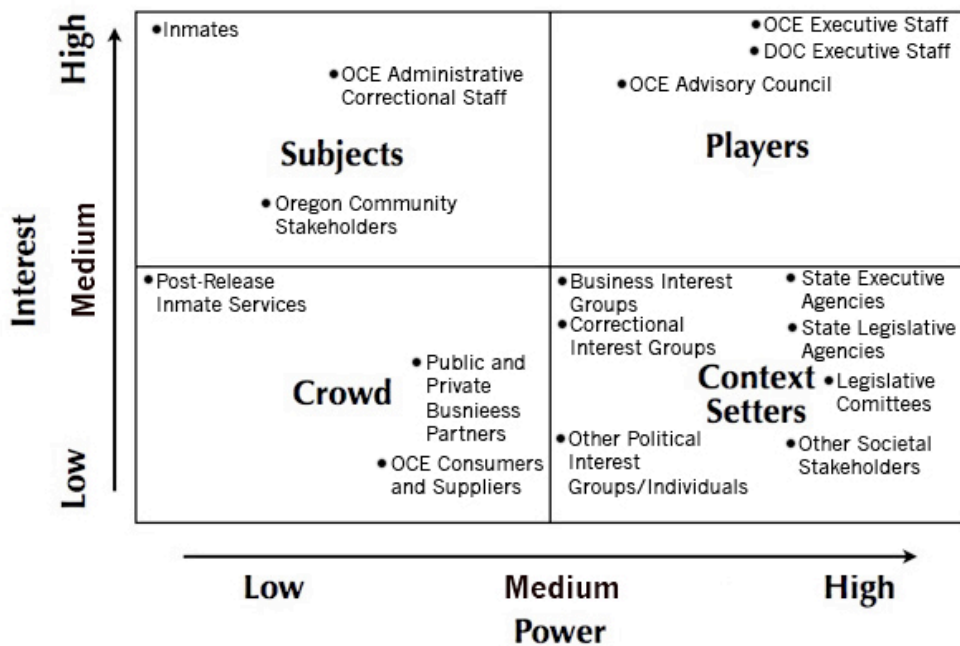 High
Medium
Low
Interest
• Inmates
• OCE Administrative
Correctional Staff
Subjects
• Oregon Community
Stakeholders
• OCE Executive Staff
• DOC Executive Staff
• OCE Advisory Council
Players
• Post-Release
Inmate Services
Crowd
• Public and
Private
Busnieess
Partners
• OCE Consumers
and Suppliers
• Business Interest
Groups
• Correctional
Interest Groups
• State Executive
Agencies
• State Legislative
Agencies
Context
Setters
• Legislative
Comittees
• Other Political
Interest
Groups/Individuals
• Other Societal
Stakeholders
Low
Medium
High
Power